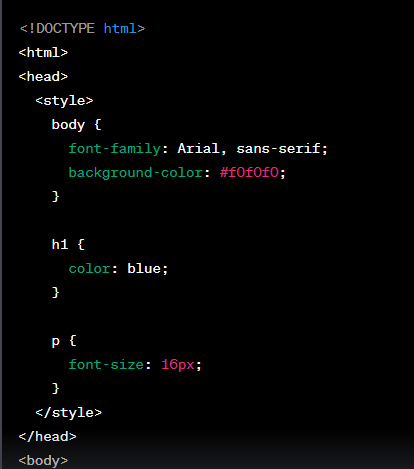 <!DOCTYPE html>
<html>
<head>
<style>
body {
font-family: Arial, sans-serif;
background-color: #f0f0f0;
}
h1 {
color: blue;
}
p {
font-size: 16px;
}
</style>
</head>
<body>